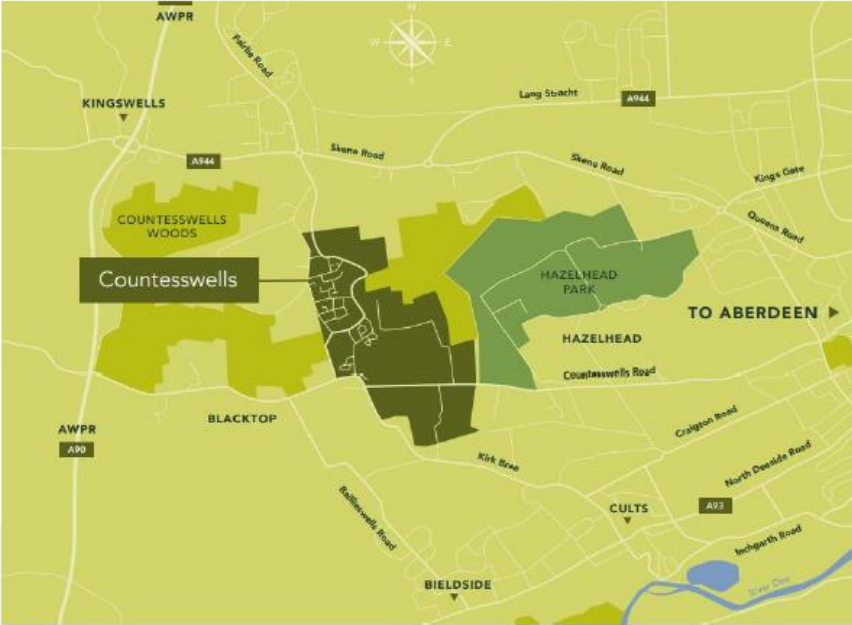 AWPR
N
W E
S
Fairlie Road
Lang Stracht
A944
KINGSWELLS
Skene Road
A944
Skene Road
Kings Gate
COUNTESSWELLS
WOODS
Queens Road
Countesswells
HAZELHEAD
PARK
TO ABERDEEN
HAZELHEAD
Countesswells Road
BLACKTOP
Craigton Road
AWPR
A90
Kirk Brae
North Deeside Road
Baillieswells Road
A93
CULTS
Inchgarth Road
BIELDSIDE
River Dee